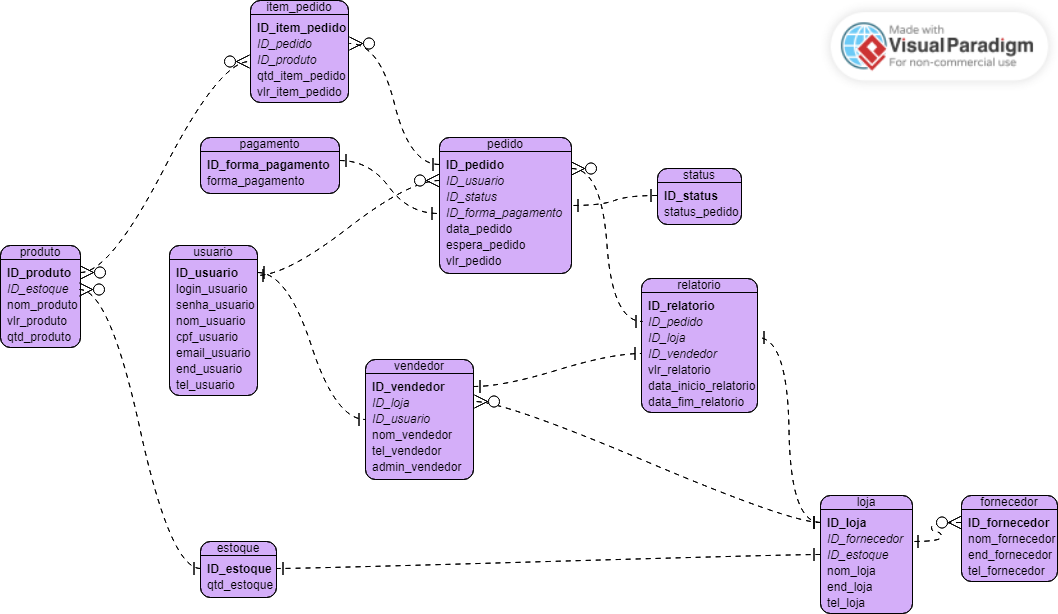 item_pedido
ID_item_pedido
ID_pedido
ID_produto
qtd_item_pedido
vlr_item_pedido
Made with
Visual Paradigm
For non-commercial use
pagamento
ID_forma_pagamento
forma_pagamento
pedido
ID_pedido
ID_usuario
ID_status
ID_forma_pagamento
data_pedido
espera_pedido
vlr_pedido
status
ID_status
status_pedido
produto
ID_produto
ID_estoque
nom_produto
vlr_produto
qtd_produto
usuario
ID_usuario
login_usuario
senha_usuario
nom_usuario
cpf_usuario
email_usuario
end_usuario
tel_usuario
relatorio
ID_relatorio
ID_pedido
ID_loja
ID_vendedor
vlr_relatorio
data_inicio_relatorio
data_fim_relatorio
vendedor
ID_vendedor
ID_loja
ID_usuario
nom_vendedor
tel_vendedor
admin_vendedor
loja
ID_loja
ID_fornecedor
ID_estoque
nom_loja
end_loja
tel_loja
fornecedor
ID_fornecedor
nom_fornecedor
end_fornecedor
tel_fornecedor
estoque
ID_estoque
qtd_estoque